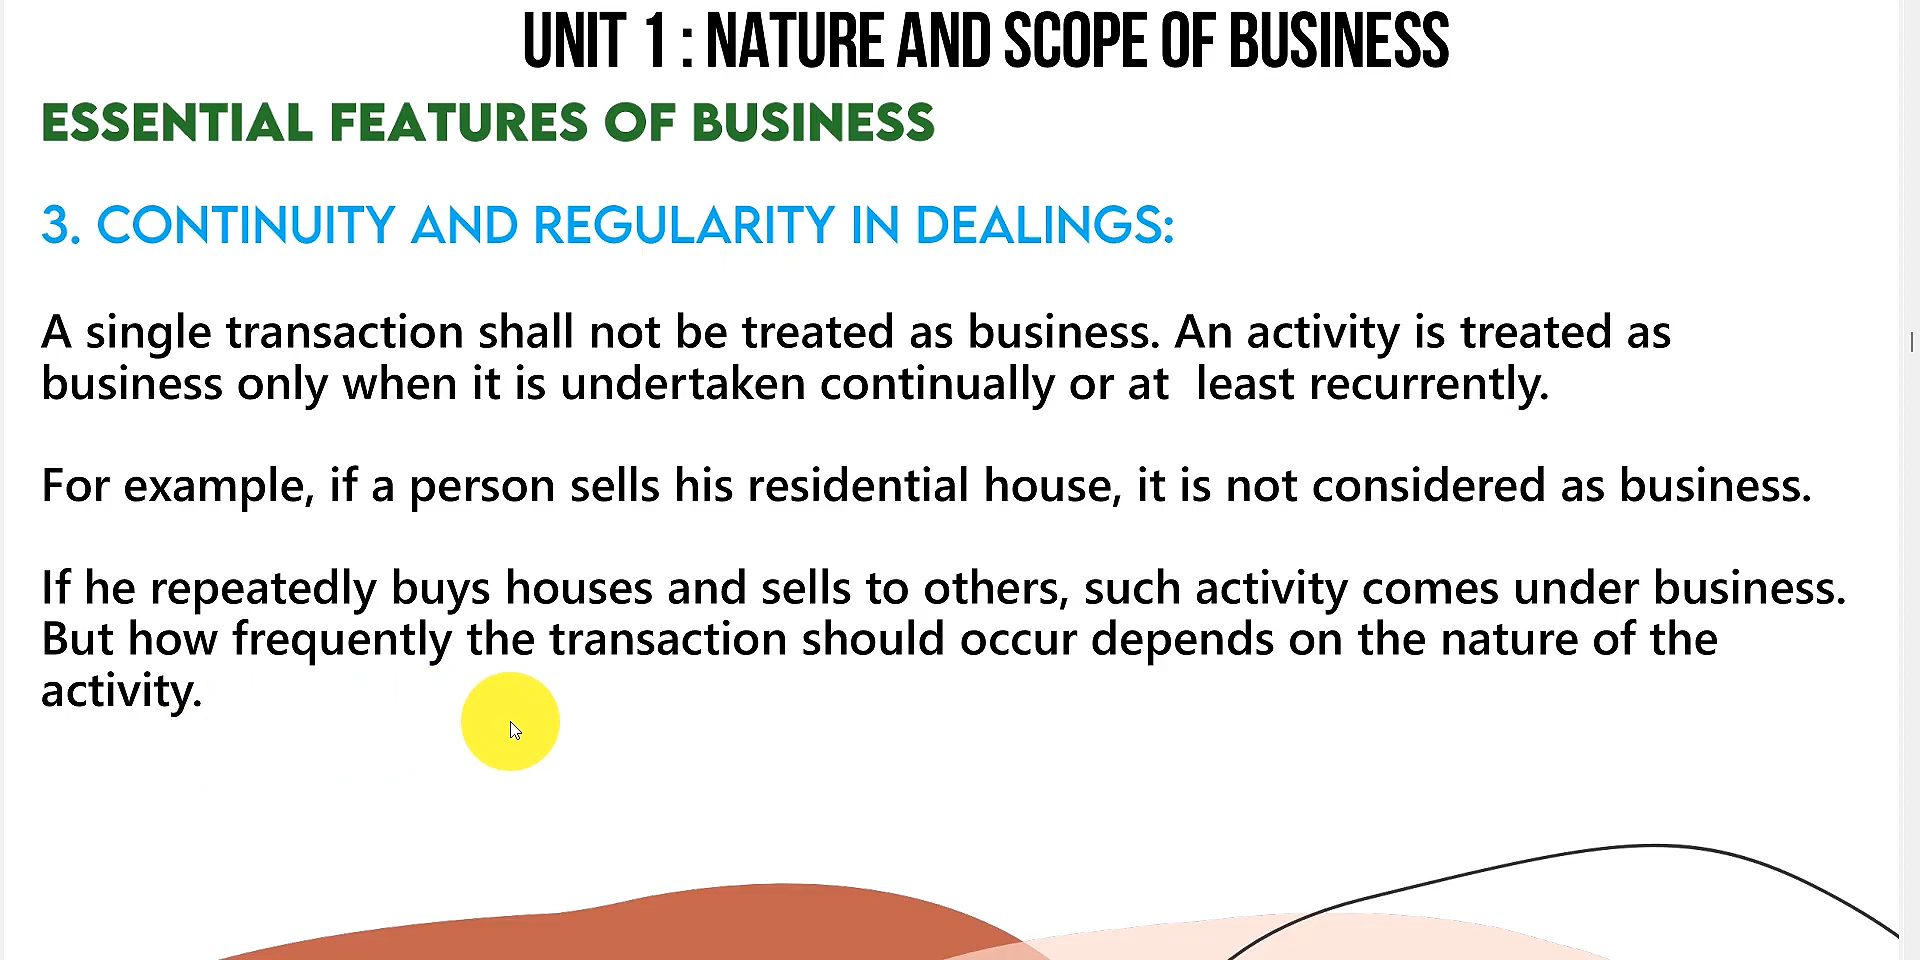 UNIT 1 : NATURE AND SCOPE OF BUSINESS
ESSENTIAL FEATURES OF BUSINESS
3. CONTINUITY AND REGULARITY IN DEALINGS:
A single transaction shall not be treated as business. An activity is treated as
business only when it is undertaken continually or at  least recurrently.
For example, if a person sells his residential house, it is not considered as business.
If he repeatedly buys houses and sells to others, such activity comes under business.
But how frequently the transaction should occur depends on the nature of the
activity.